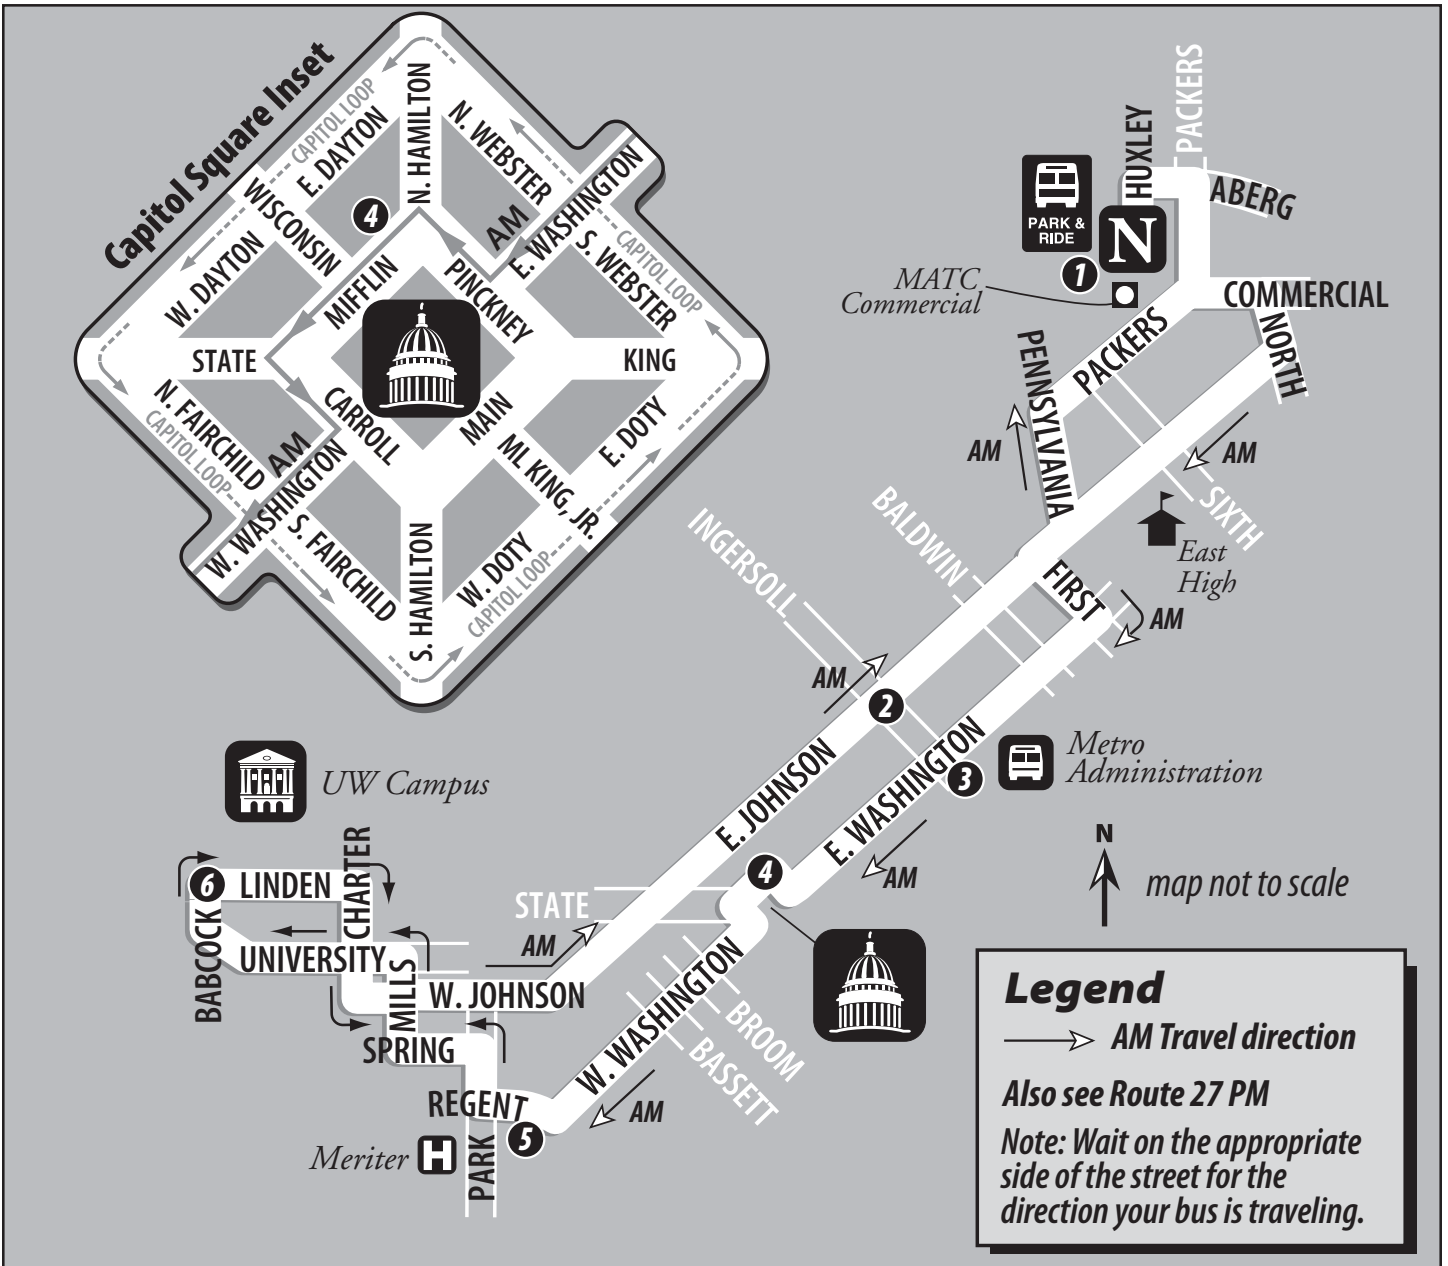 Capitol Square Inset
CAPITOL LOOP
E. DAYTON
N. HAMILTON
N. WEBSTER
AM
E. WASHINGTON
WISCONSIN
4
W. DAYTON
MIFFLIN
PINCKNEY
S. WEBSTER
CAPITOL LOOP
STATE
KING
CARROLL
MAIN
N. FAIRCHILD
CAPITOL LOOP
AM
W. WASHINGTON
S. FAIRCHILD
S. HAMILTON
ML KING, JR.
E. DOTY
W. DOTY
CAPITOL LOOP
PACKERS
HUXLEY
ABERG
PARK &
RIDE
N
1
MATC
Commercial
COMMERCIAL
NORTH
PACKERS
PENNSYLVANIA
AM
AM
SIXTH
East
High
BALDWIN
INGERSOLL
FIRST
AM
AM
2
3
Metro
Administration
E. JOHNSON
E. WASHINGTON
AM
4
STATE
UW Campus
6
LINDEN
CHARTER
BABCOCK
UNIVERSITY
MILLS
AM
W. JOHNSON
SPRING
W. WASHINGTON
BROOM
BASSETT
AM
REGENT
5
Meriter
H
PARK
N
map not to scale
Legend
AM Travel direction
Also see Route 27 PM
Note: Wait on the appropriate
side of the street for the
direction your bus is traveling.